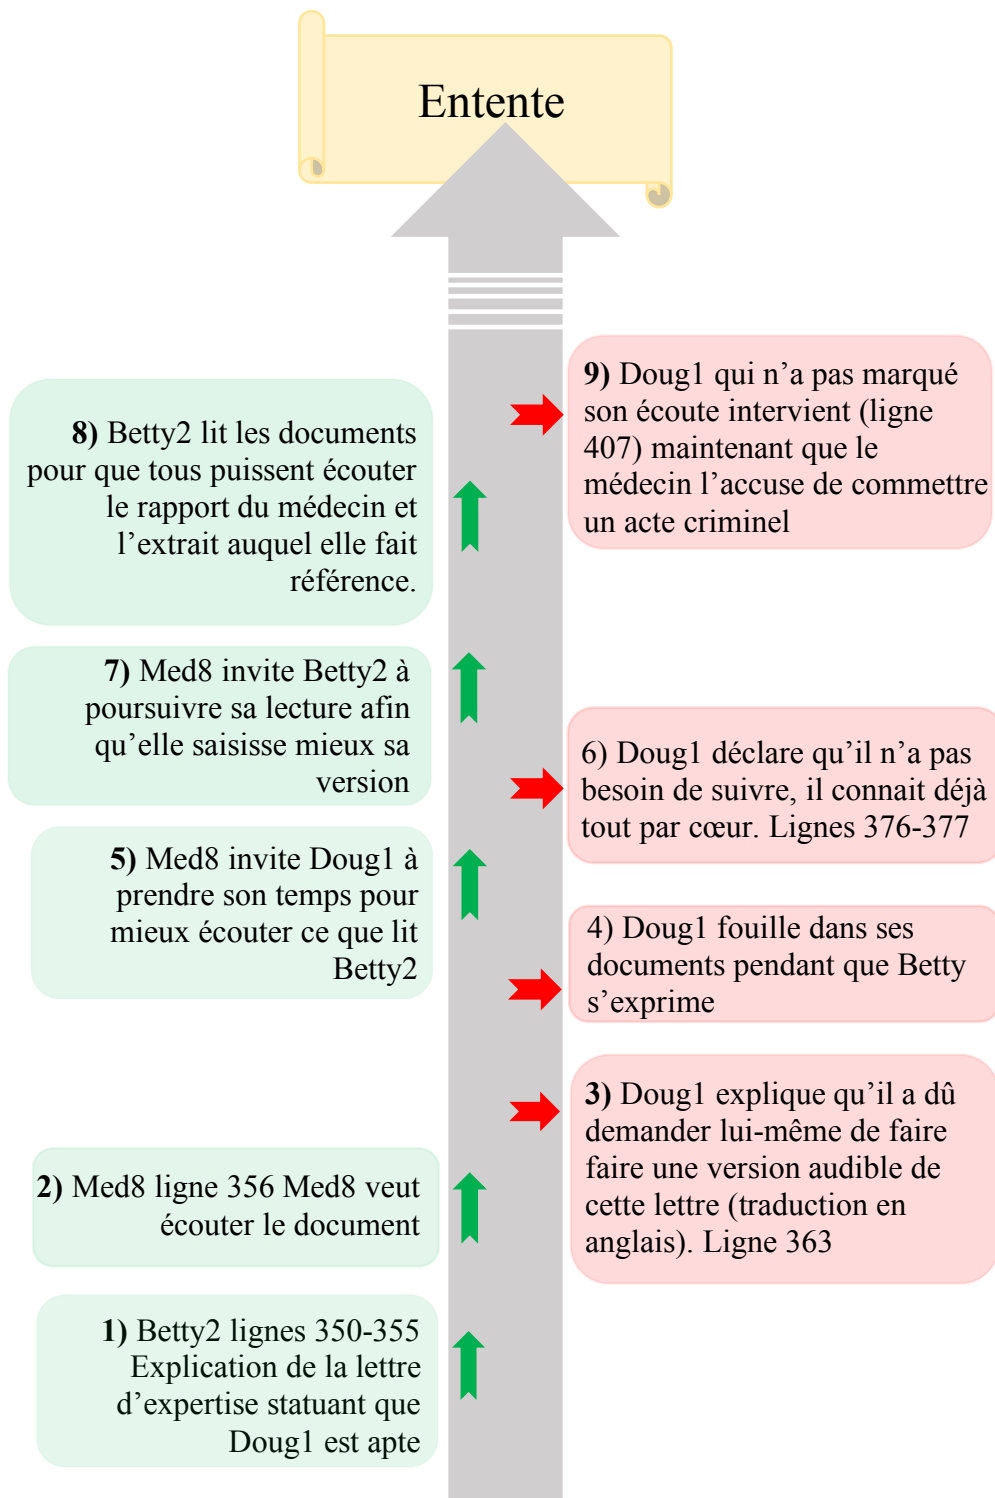 Entente
9) Doug1 qui n’a pas marqué
son écoute intervient (ligne
407) maintenant que le
médecin l’accuse de commettre
un acte criminel
8) Betty2 lit les documents
pour que tous puissent écouter
le rapport du médecin et
l’extrait auquel elle fait
référence.
7) Med8 invite Betty2 à
poursuivre sa lecture afin
qu’elle saisisse mieux sa
version
6) Doug1 déclare qu’il n’a pas
besoin de suivre, il connait déjà
tout par cœur. Lignes 376-377
5) Med8 invite Doug1 à
prendre son temps pour
mieux écouter ce que lit
Betty2
4) Doug1 fouille dans ses
documents pendant que Betty
s’exprime
3) Doug1 explique qu’il a dû
demander lui-même de faire
faire une version audible de
cette lettre (traduction en
anglais). Ligne 363
2) Med8 ligne 356 Med8 veut
écouter le document
1) Betty2 lignes 350-355
Explication de la lettre
d’expertise statuant que
Doug1 est apte